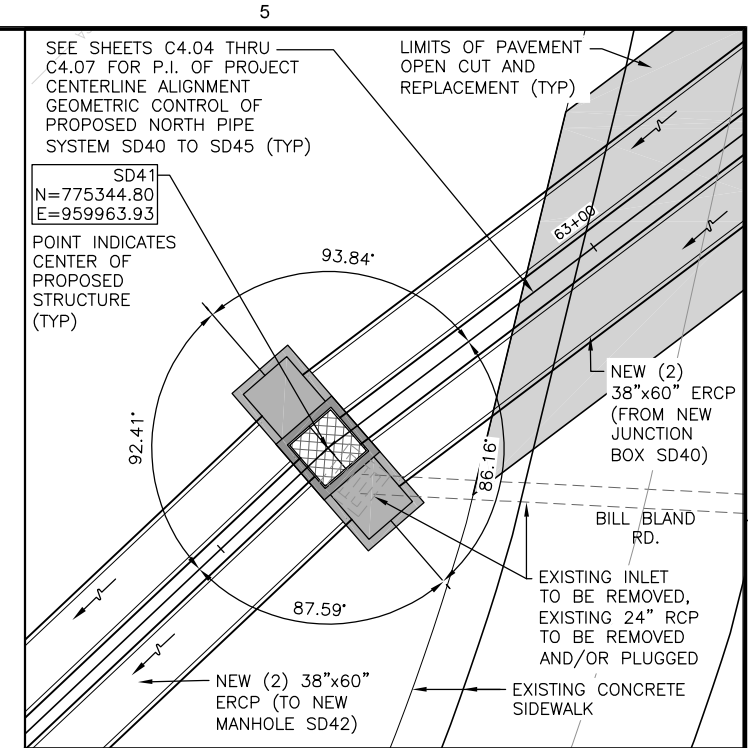 5
SEE SHEETS C4.04 THRU
C4.07 FOR P.I. OF PROJECT
CENTERLINE ALIGNMENT
GEOMETRIC CONTROL OF
PROPOSED NORTH PIPE
SYSTEM SD40 TO SD45 (TYP)
LIMITS OF PAVEMENT
OPEN CUT AND
REPLACEMENT (TYP)
SD41
N=775344.80
E=959963.93
POINT INDICATES
CENTER OF
PROPOSED
STRUCTURE
(TYP)
63+00
93.84°
92.41°
86.16°
87.59°
NEW (2)
38"x60" ERCP
(FROM NEW
JUNCTION
BOX SD40)
BILL BLAND
RD.
EXISTING INLET
TO BE REMOVED,
EXISTING 24" RCP
TO BE REMOVED
AND/OR PLUGGED
NEW (2) 38"x60"
ERCP (TO NEW
MANHOLE SD42)
EXISTING CONCRETE
SIDEWALK